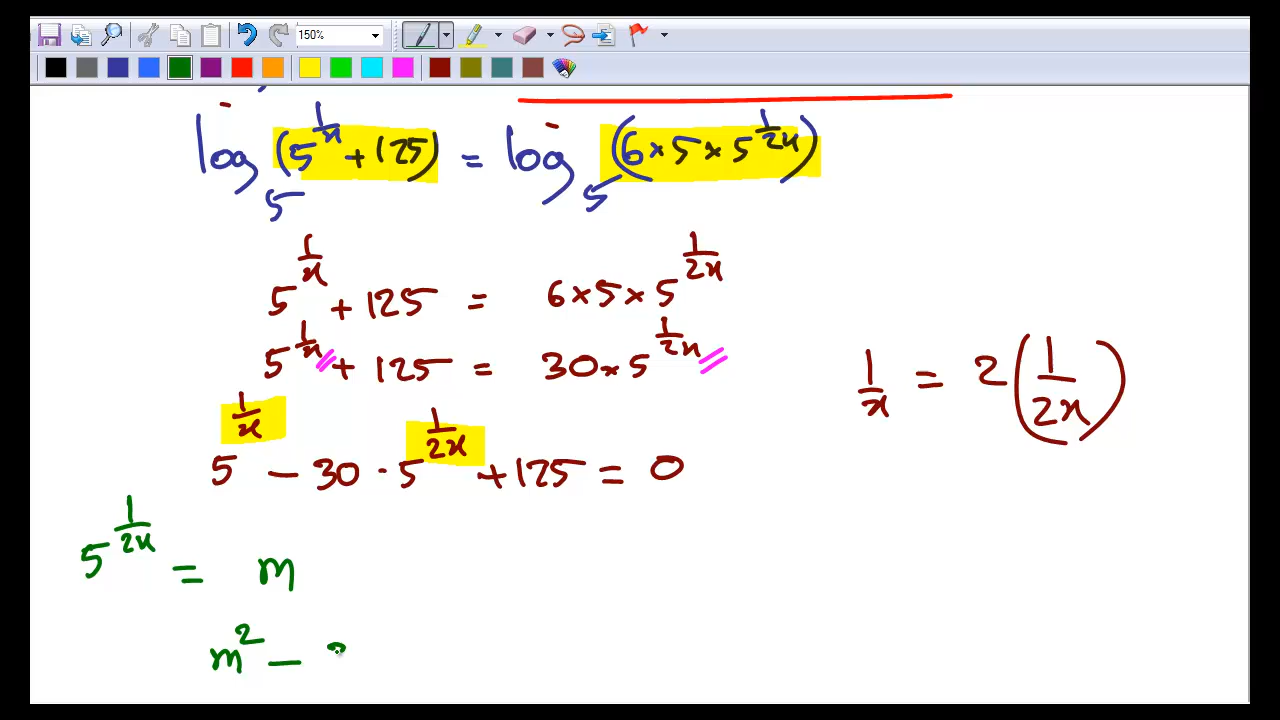 150%
log₅(5^(1/x) + 125) = log₅(6 × 5 × 5^(1/2x))
5^(1/x) + 125 = 6 × 5 × 5^(1/2x)
5^(1/x) + 125 = 30 × 5^(1/2x)
1/x = 2(1/2x)
5^(1/x) − 30 · 5^(1/2x) + 125 = 0
5^(1/2x) = m
m² −